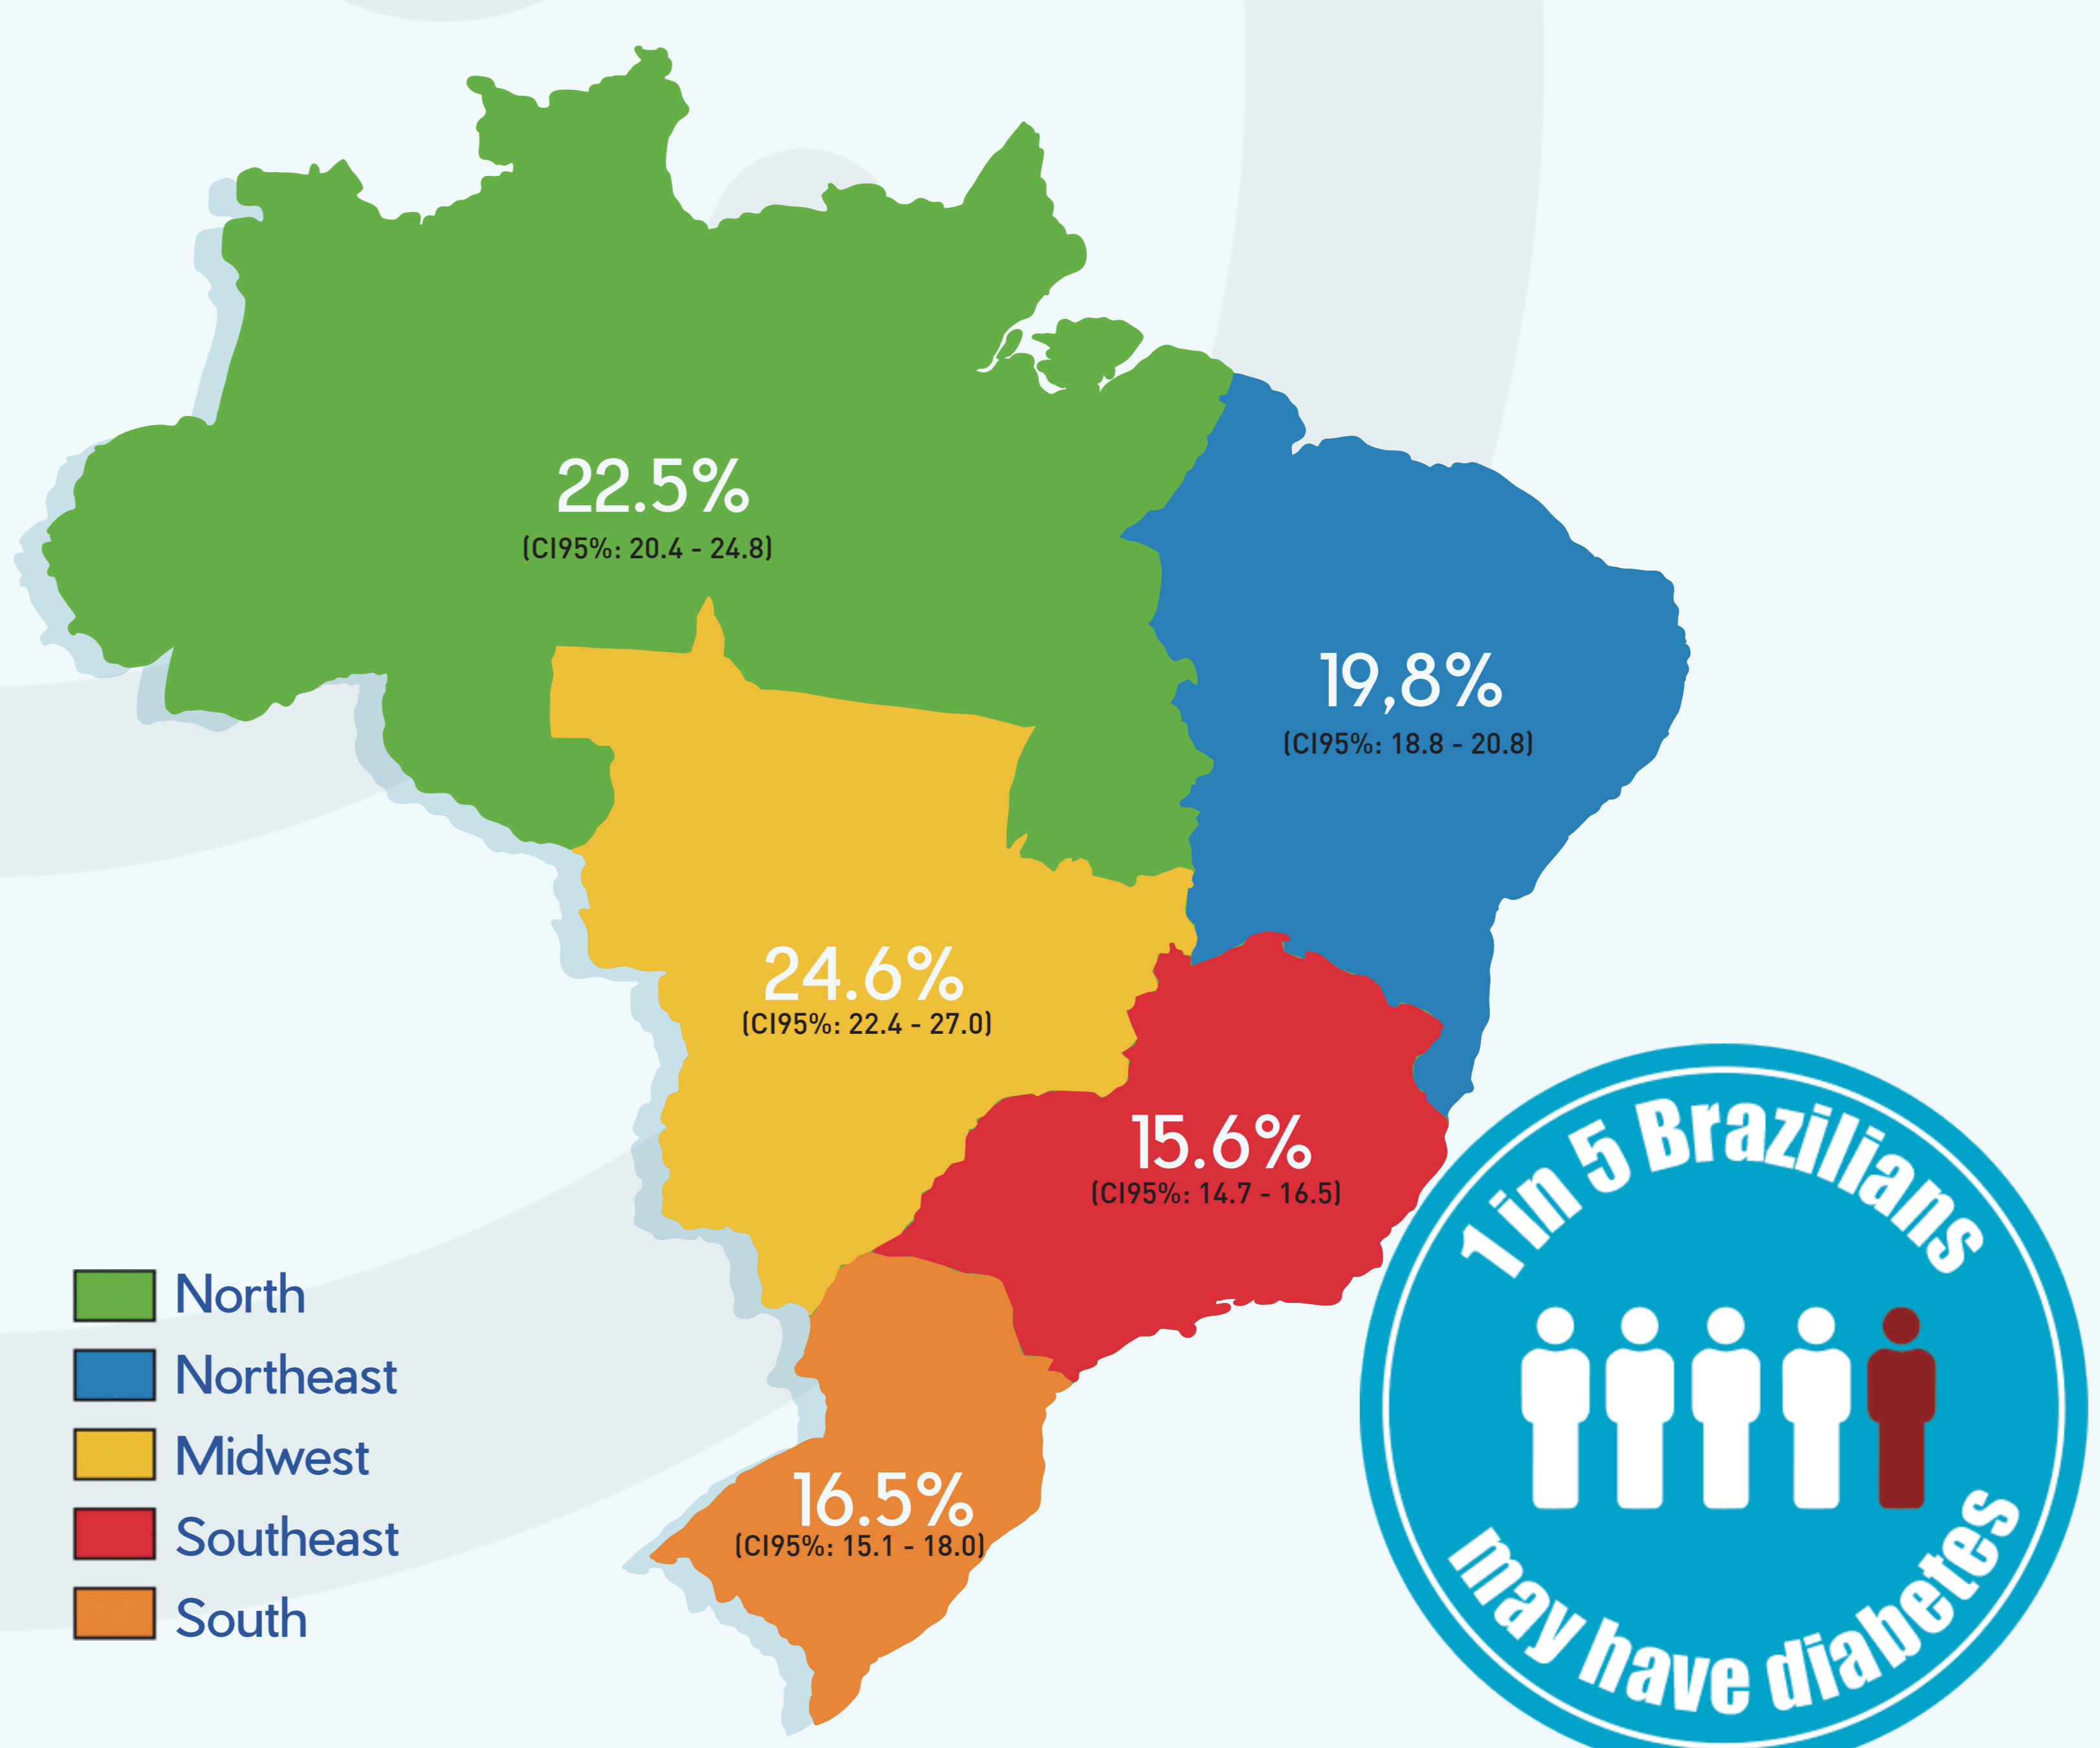 22.5%
(CI95%: 20.4 - 24.8)
19,8%
(CI95%: 18.8 - 20.8)
24.6%
(CI95%: 22.4 - 27.0)
15.6%
(CI95%: 14.7 - 16.5)
16.5%
(CI95%: 15.1 - 18.0)
North
Northeast
Midwest
Southeast
South
1 in 5 Brazilians
may have diabetes